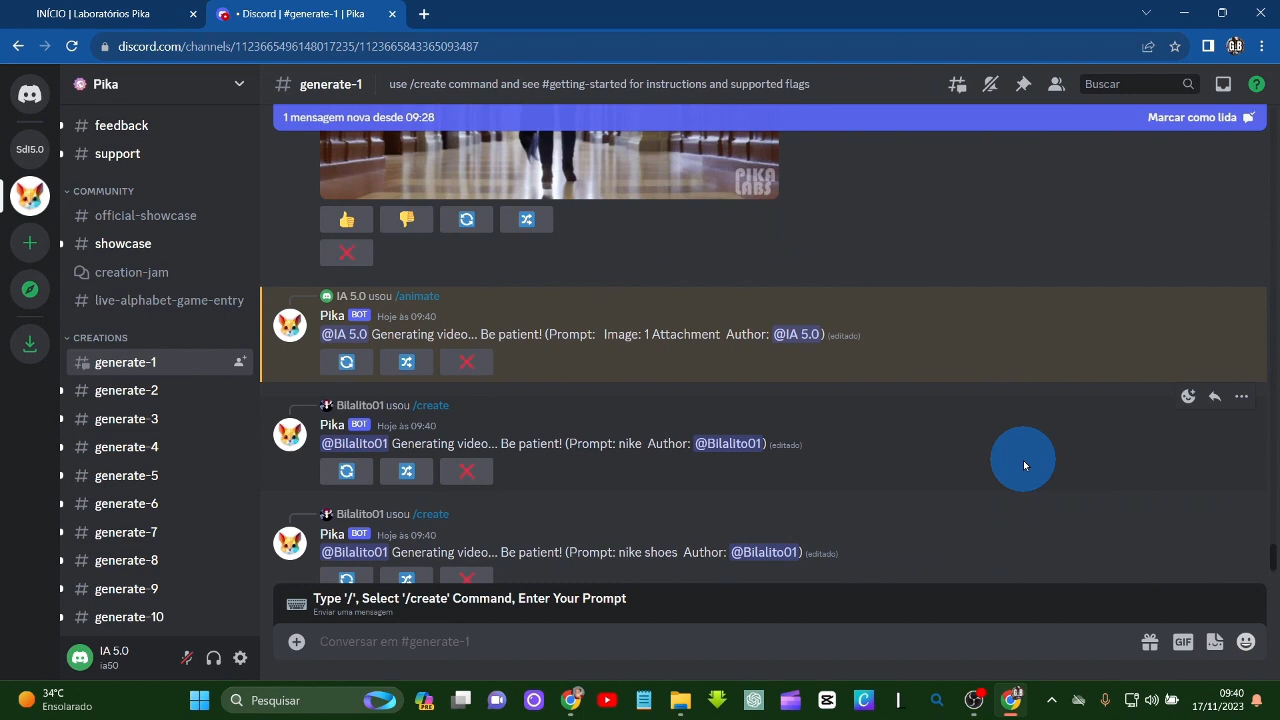 INÍCIO | Laboratórios Pika
• Discord | #generate-1 | Pika
discord.com/channels/1123665496148017235/1123665843365093487
G.B
Pika
generate-1
use /create command and see #getting-started for instructions and supported flags
Buscar
1 mensagem nova desde 09:28
Marcar como lida
SdI5.0
feedback
support
COMMUNITY
official-showcase
showcase
creation-jam
live-alphabet-game-entry
CREATIONS
generate-1
generate-2
generate-3
generate-4
generate-5
generate-6
generate-7
generate-8
generate-9
generate-10
IA 5.0
ia50
PIKA
LABS
IA 5.0 usou /animate
Pika BOT Hoje às 09:40
@IA 5.0 Generating video... Be patient! (Prompt: Image: 1 Attachment Author: @IA 5.0) (editado)
Bilalito01 usou /create
Pika BOT Hoje às 09:40
@Bilalito01 Generating video... Be patient! (Prompt: nike Author: @Bilalito01) (editado)
Bilalito01 usou /create
Pika BOT Hoje às 09:40
@Bilalito01 Generating video... Be patient! (Prompt: nike shoes Author: @Bilalito01) (editado)
Type '/', Select '/create' Command, Enter Your Prompt
Enviar uma mensagem
Conversar em #generate-1
GIF
34°C
Ensolarado
Pesquisar
PRE
09:40
17/11/2023